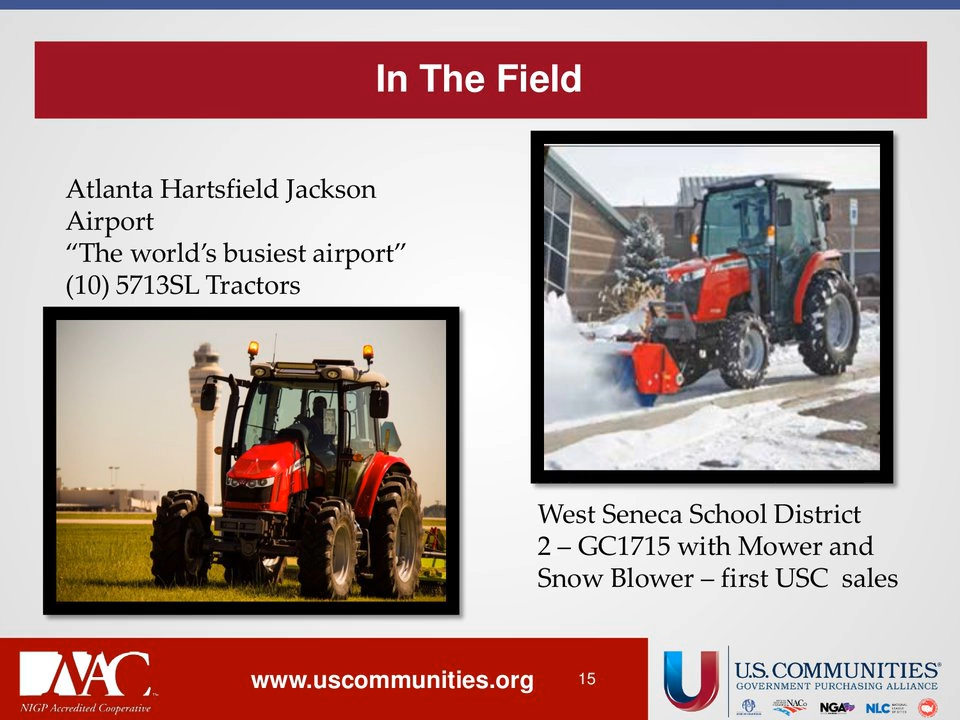 In The Field
Atlanta Hartsfield Jackson
Airport
“The world’s busiest airport”
(10) 5713SL Tractors
West Seneca School District
2 – GC1715 with Mower and
Snow Blower – first USC sales
NAC™
NIGP Accredited Cooperative
www.uscommunities.org
15
U.S. COMMUNITIES®
GOVERNMENT PURCHASING ALLIANCE
NACo
NGA
NLC